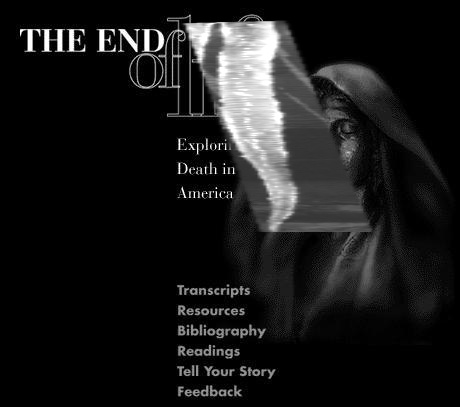 THE END
of
Death in
America
Transcripts
Resources
Bibliography
Readings
Tell Your Story
Feedback